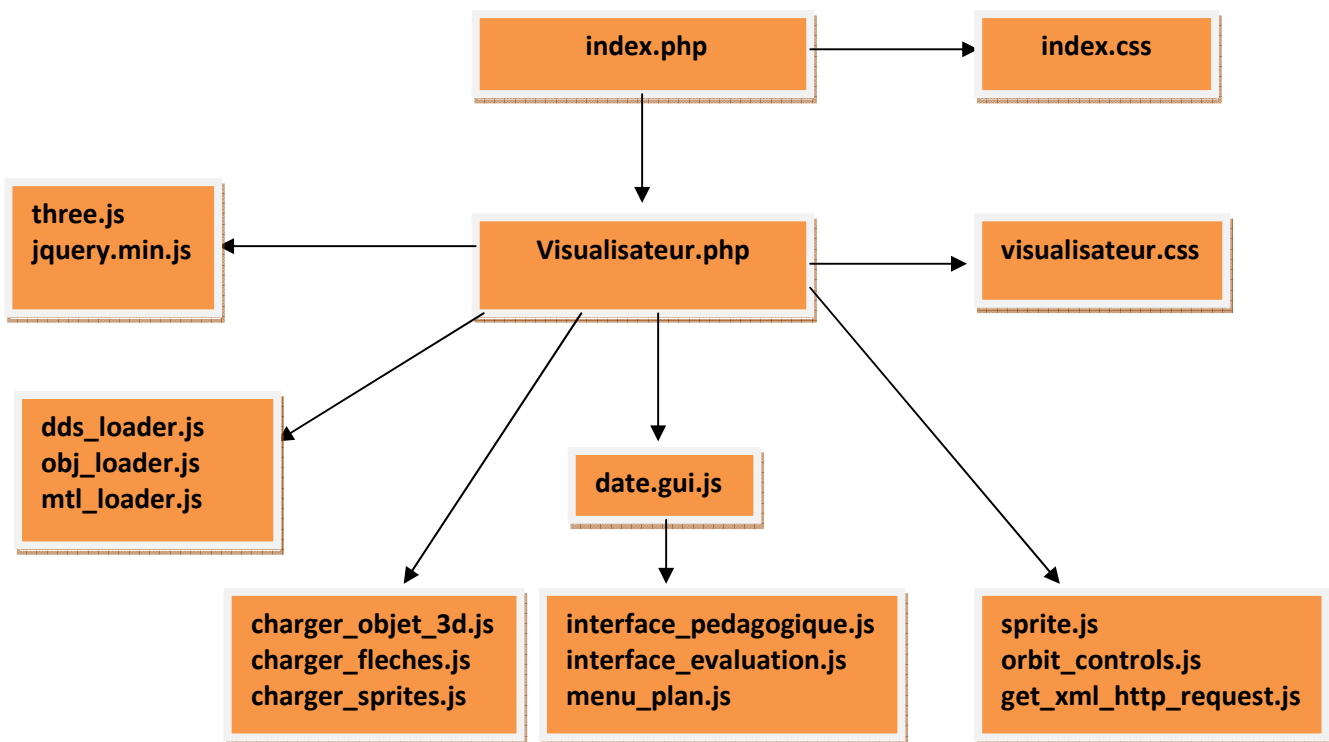 index.php
index.css
three.js
jquery.min.js
Visualisateur.php
visualisateur.css
dds_loader.js
obj_loader.js
mtl_loader.js
date.gui.js
charger_objet_3d.js
charger_fleches.js
charger_sprites.js
interface_pedagogique.js
interface_evaluation.js
menu_plan.js
sprite.js
orbit_controls.js
get_xml_http_request.js